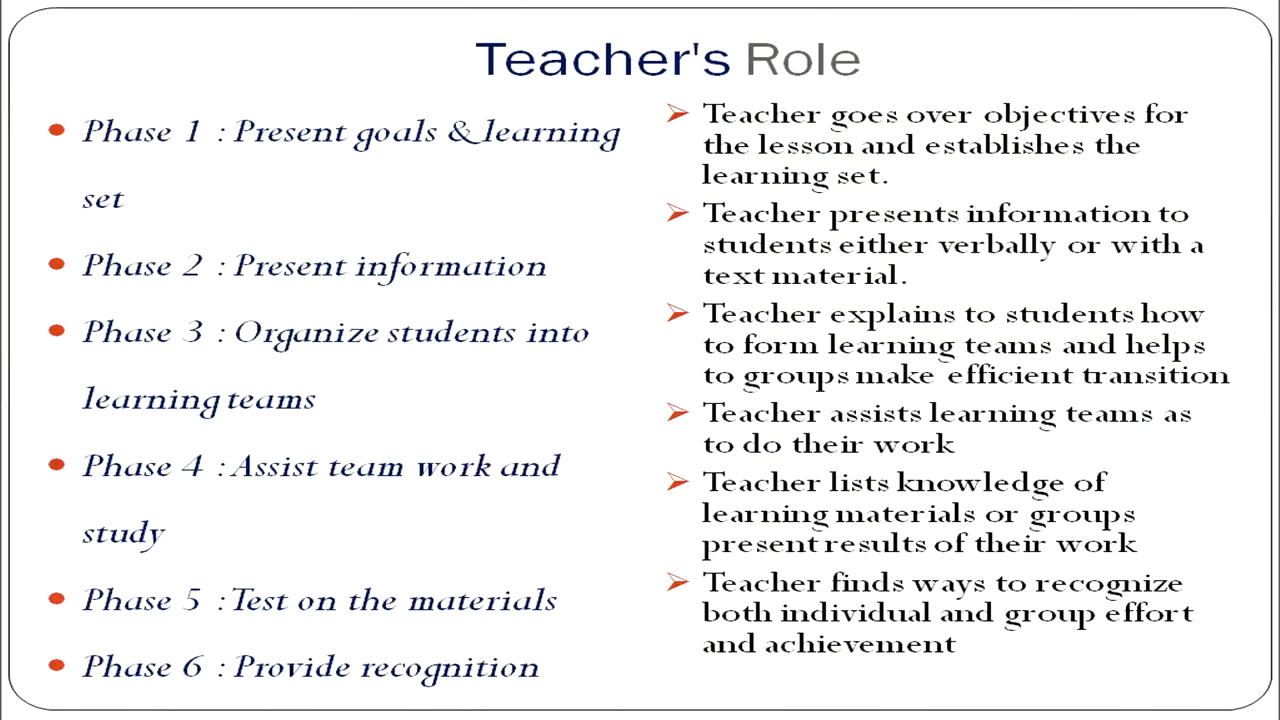 Teacher's Role
Phase 1 : Present goals & learning
set
Phase 2 : Present information
Phase 3 : Organize students into
learning teams
Phase 4 : Assist team work and
study
Phase 5 : Test on the materials
Phase 6 : Provide recognition
Teacher goes over objectives for
the lesson and establishes the
learning set.
Teacher presents information to
students either verbally or with a
text material.
Teacher explains to students how
to form learning teams and helps
to groups make efficient transition
Teacher assists learning teams as
to do their work
Teacher lists knowledge of
learning materials or groups
present results of their work
Teacher finds ways to recognize
both individual and group effort
and achievement